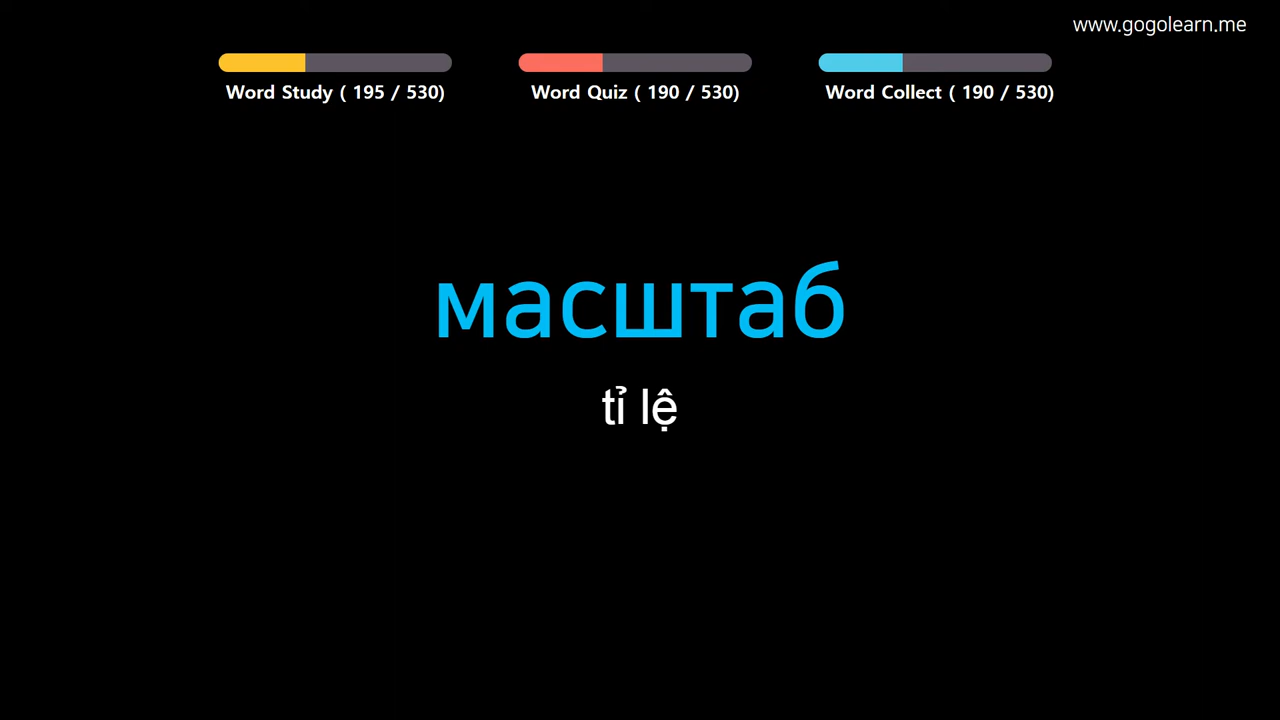 www.gogolearn.me
Word Study ( 195 / 530)
Word Quiz ( 190 / 530)
Word Collect ( 190 / 530)
масштаб
tỉ lệ